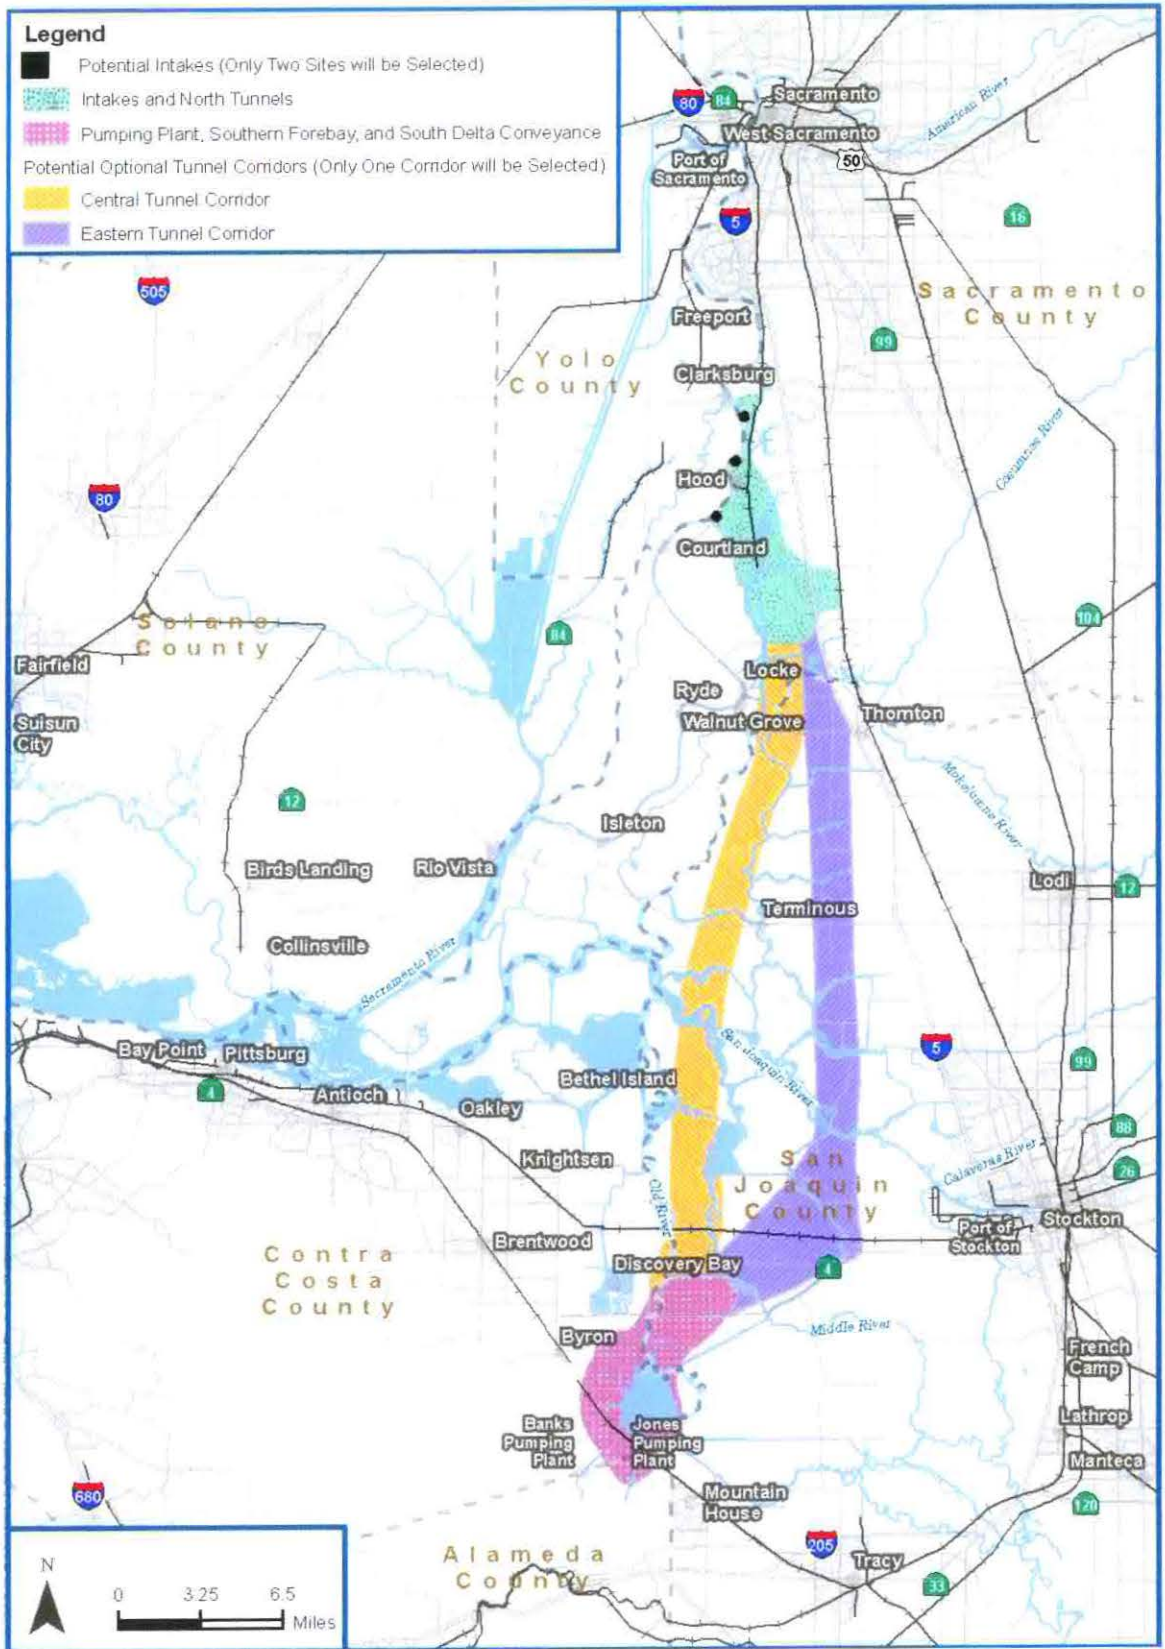 Legend
Potential Intakes (Only Two Sites will be Selected)
Intakes and North Tunnels
Pumping Plant, Southern Forebay, and South Delta Conveyance
Potential Optional Tunnel Corridors (Only One Corridor will be Selected)
Central Tunnel Corridor
Eastern Tunnel Corridor
80
84
Sacramento
American River
West Sacramento
50
Port of
Sacramento
5
16
505
Sacramento
County
Freeport
99
Yolo
County
Clarksburg
Cosumnes River
Hood
80
Courtland
104
Solano
County
84
Fairfield
Locke
Ryde
Thornton
Walnut Grove
Suisun
City
Mokelumne River
12
Isleton
Birds Landing
Rio Vista
Lodi
12
Terminous
Collinsville
Sacramento River
San Joaquin River
5
99
Bay Point
Pittsburg
Bethel Island
4
Antioch
Oakley
88
Calaveras River
26
Knightsen
San
Joaquin
County
Old River
Port of
Stockton
Stockton
Brentwood
Discovery Bay
4
Contra
Costa
County
Middle River
Byron
French
Camp
Lathrop
Banks
Pumping
Plant
Jones
Pumping
Plant
Manteca
680
Mountain
House
120
205
Tracy
33
Alameda
County
N
0 3.25 6.5
Miles